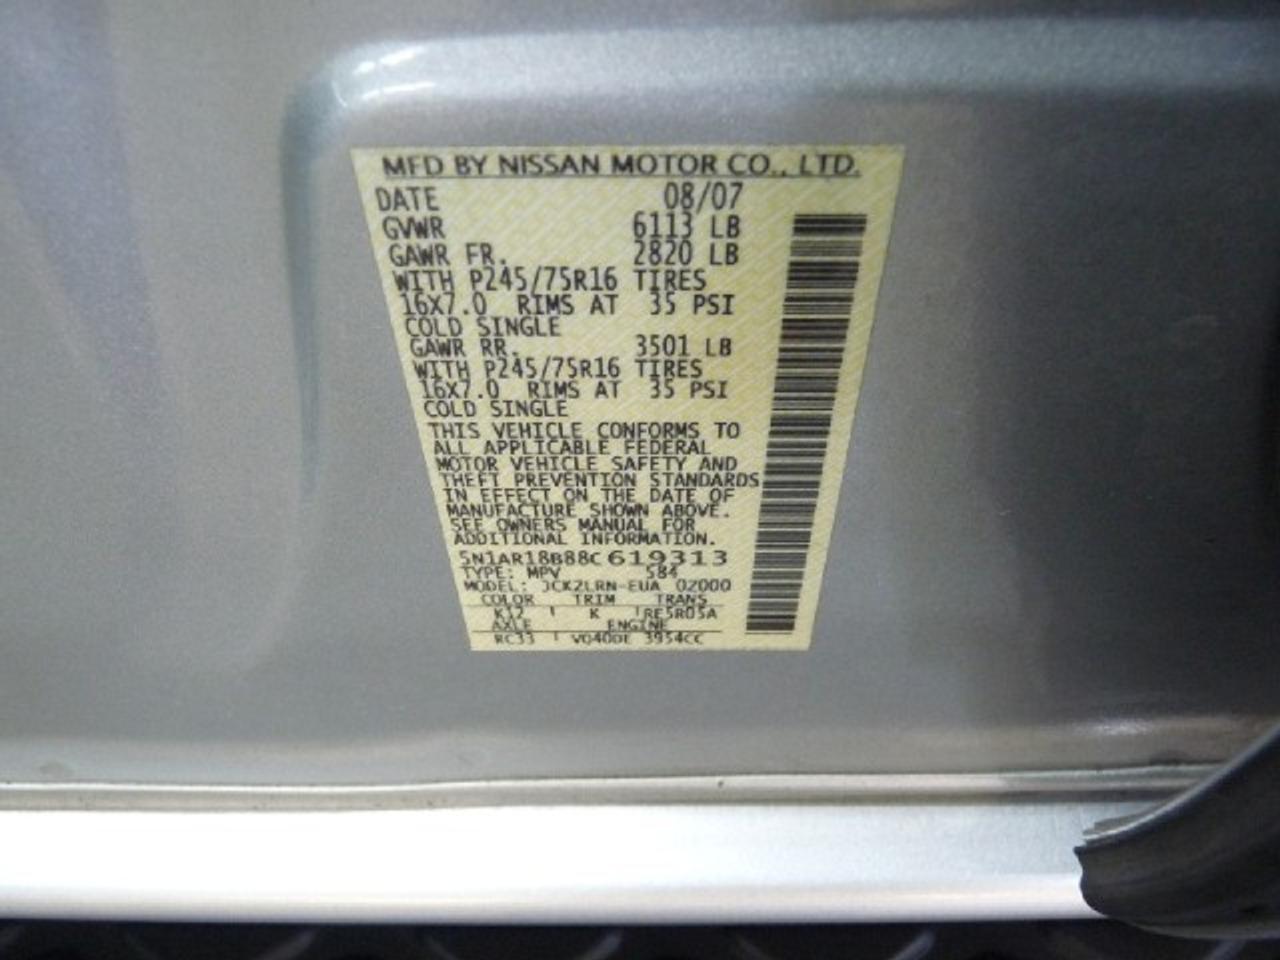 MFD BY NISSAN MOTOR CO., LTD.
DATE 08/07
GVWR 6113 LB
GAWR FR. 2820 LB
WITH P245/75R16 TIRES
16X7.0 RIMS AT 35 PSI
COLD SINGLE
GAWR RR. 3501 LB
WITH P245/75R16 TIRES
16X7.0 RIMS AT 35 PSI
COLD SINGLE
THIS VEHICLE CONFORMS TO
ALL APPLICABLE FEDERAL
MOTOR VEHICLE SAFETY AND
THEFT PREVENTION STANDARDS
IN EFFECT ON THE DATE OF
MANUFACTURE SHOWN ABOVE.
SEE OWNERS MANUAL FOR
ADDITIONAL INFORMATION.
5N1AR18B88C619313
TYPE: MPV 584
MODEL: JCK2LRN-EUA 02000
COLOR TRIM TRANS
K12 K RE5R05A
AXLE ENGINE
RC33 VQ40DE 3954CC